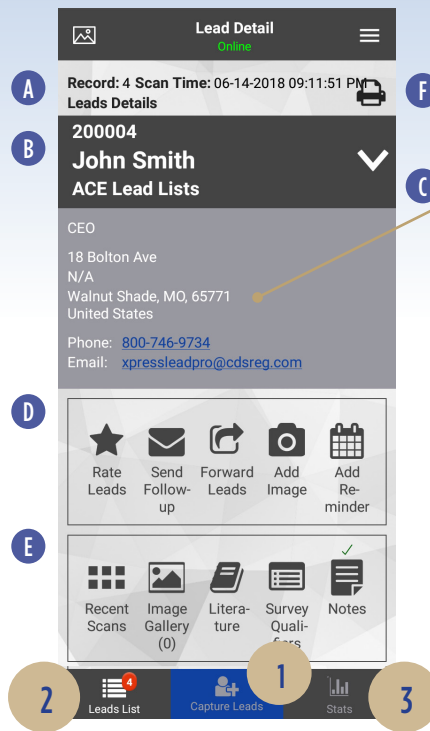 Lead Detail
Online
A
Record: 4 Scan Time: 06-14-2018 09:11:51 PM
F
Leads Details
B
200004
John Smith
ACE Lead Lists
C
CEO
18 Bolton Ave
N/A
Walnut Shade, MO, 65771
United States
Phone: 800-746-9734
Email: xpressleadpro@cdsreg.com
D
Rate Leads
Send Follow-up
Forward Leads
Add Image
Add Re-minder
E
Recent Scans
Image Gallery (0)
Litera-ture
Survey Quali-fiers
Notes
1
2
4
Leads List
Capture Leads
Stats
3